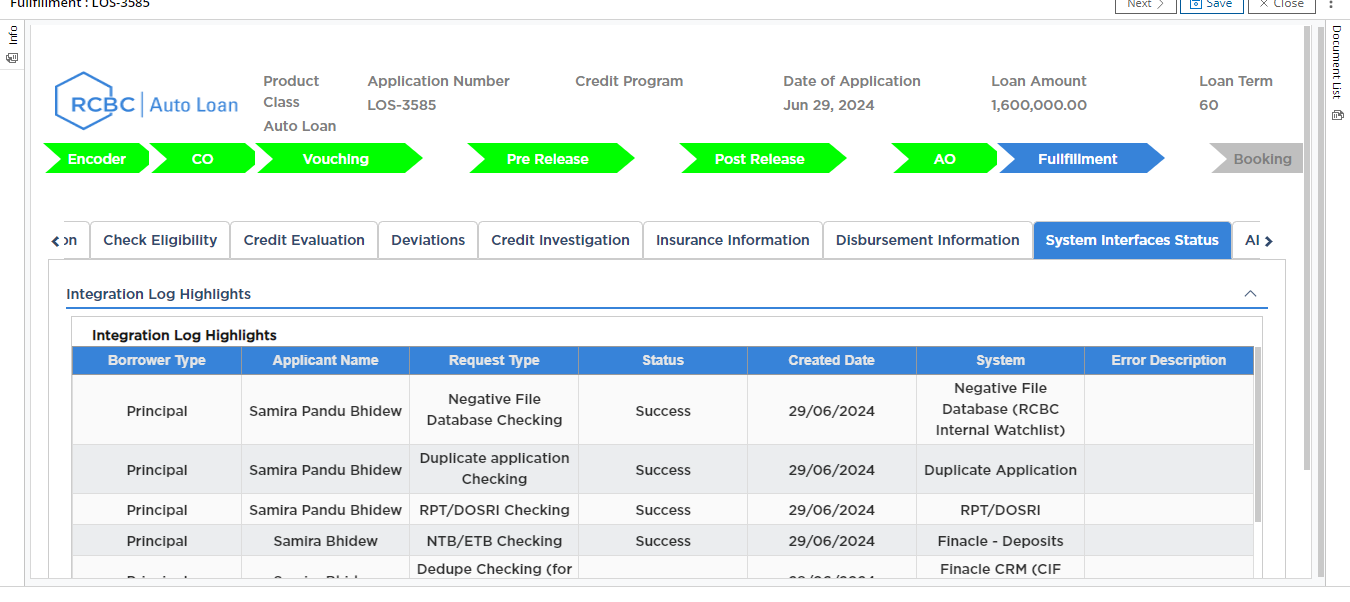 Fullfillment : LOS-3585
Next
Save
Close
Info
Document List
RCBC | Auto Loan
Product Class
Auto Loan
Application Number
LOS-3585
Credit Program
Date of Application
Jun 29, 2024
Loan Amount
1,600,000.00
Loan Term
60
Encoder CO Vouching Pre Release Post Release AO Fullfillment Booking
on Check Eligibility Credit Evaluation Deviations Credit Investigation Insurance Information Disbursement Information System Interfaces Status Al
Integration Log Highlights
Integration Log Highlights
Borrower Type Applicant Name Request Type Status Created Date System Error Description
Principal Samira Pandu Bhidew Negative File Database Checking Success 29/06/2024 Negative File Database (RCBC Internal Watchlist)
Principal Samira Pandu Bhidew Duplicate application Checking Success 29/06/2024 Duplicate Application
Principal Samira Pandu Bhidew RPT/DOSRI Checking Success 29/06/2024 RPT/DOSRI
Principal Samira Bhidew NTB/ETB Checking Success 29/06/2024 Finacle - Deposits
Dedupe Checking (for Finacle CRM (CIF